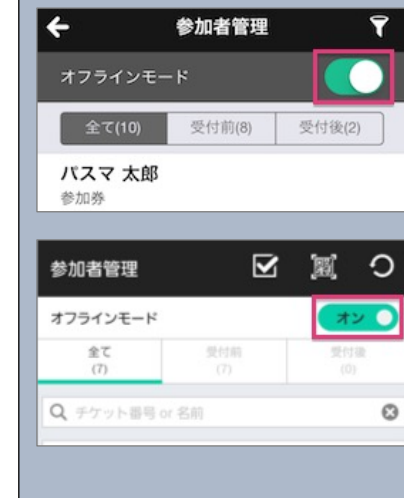 参加者管理
オフラインモード
全て(10) 受付前(8) 受付後(2)
パスマ 太郎
参加券
参加者管理
オフラインモード オン
全て 受付前 受付後
(7) (7) (0)
チケット番号 or 名前